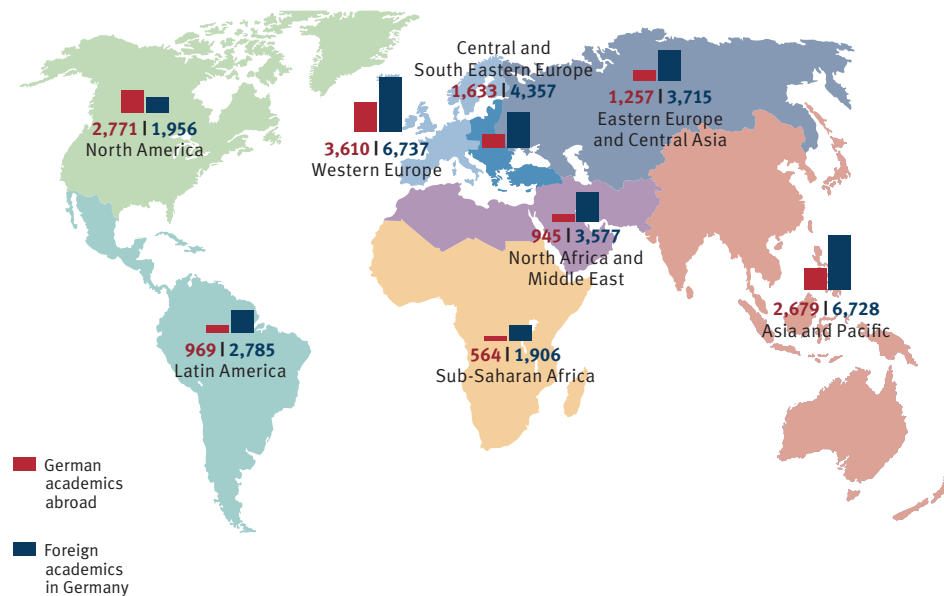 2,771 | 1,956
North America
3,610 | 6,737
Western Europe
Central and
South Eastern Europe
1,633 | 4,357
1,257 | 3,715
Eastern Europe
and Central Asia
945 | 3,577
North Africa and
Middle East
2,679 | 6,728
Asia and Pacific
969 | 2,785
Latin America
564 | 1,906
Sub-Saharan Africa
German
academics
abroad
Foreign
academics
in Germany